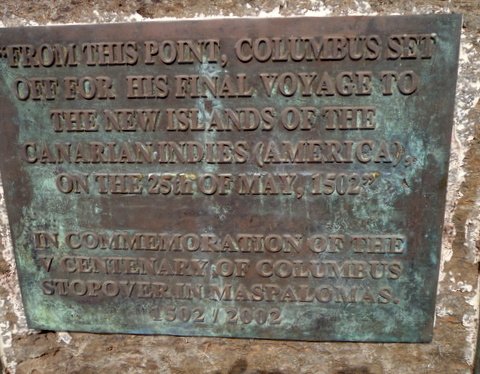 "FROM THIS POINT, COLUMBUS SET
OFF FOR HIS FINAL VOYAGE TO
THE NEW ISLANDS OF THE
CANARIAN INDIES (AMERICA),
ON THE 25th OF MAY, 1502"
IN COMMEMORATION OF THE
V CENTENARY OF COLUMBUS
STOPOVER IN MASPALOMAS.
1502 / 2002